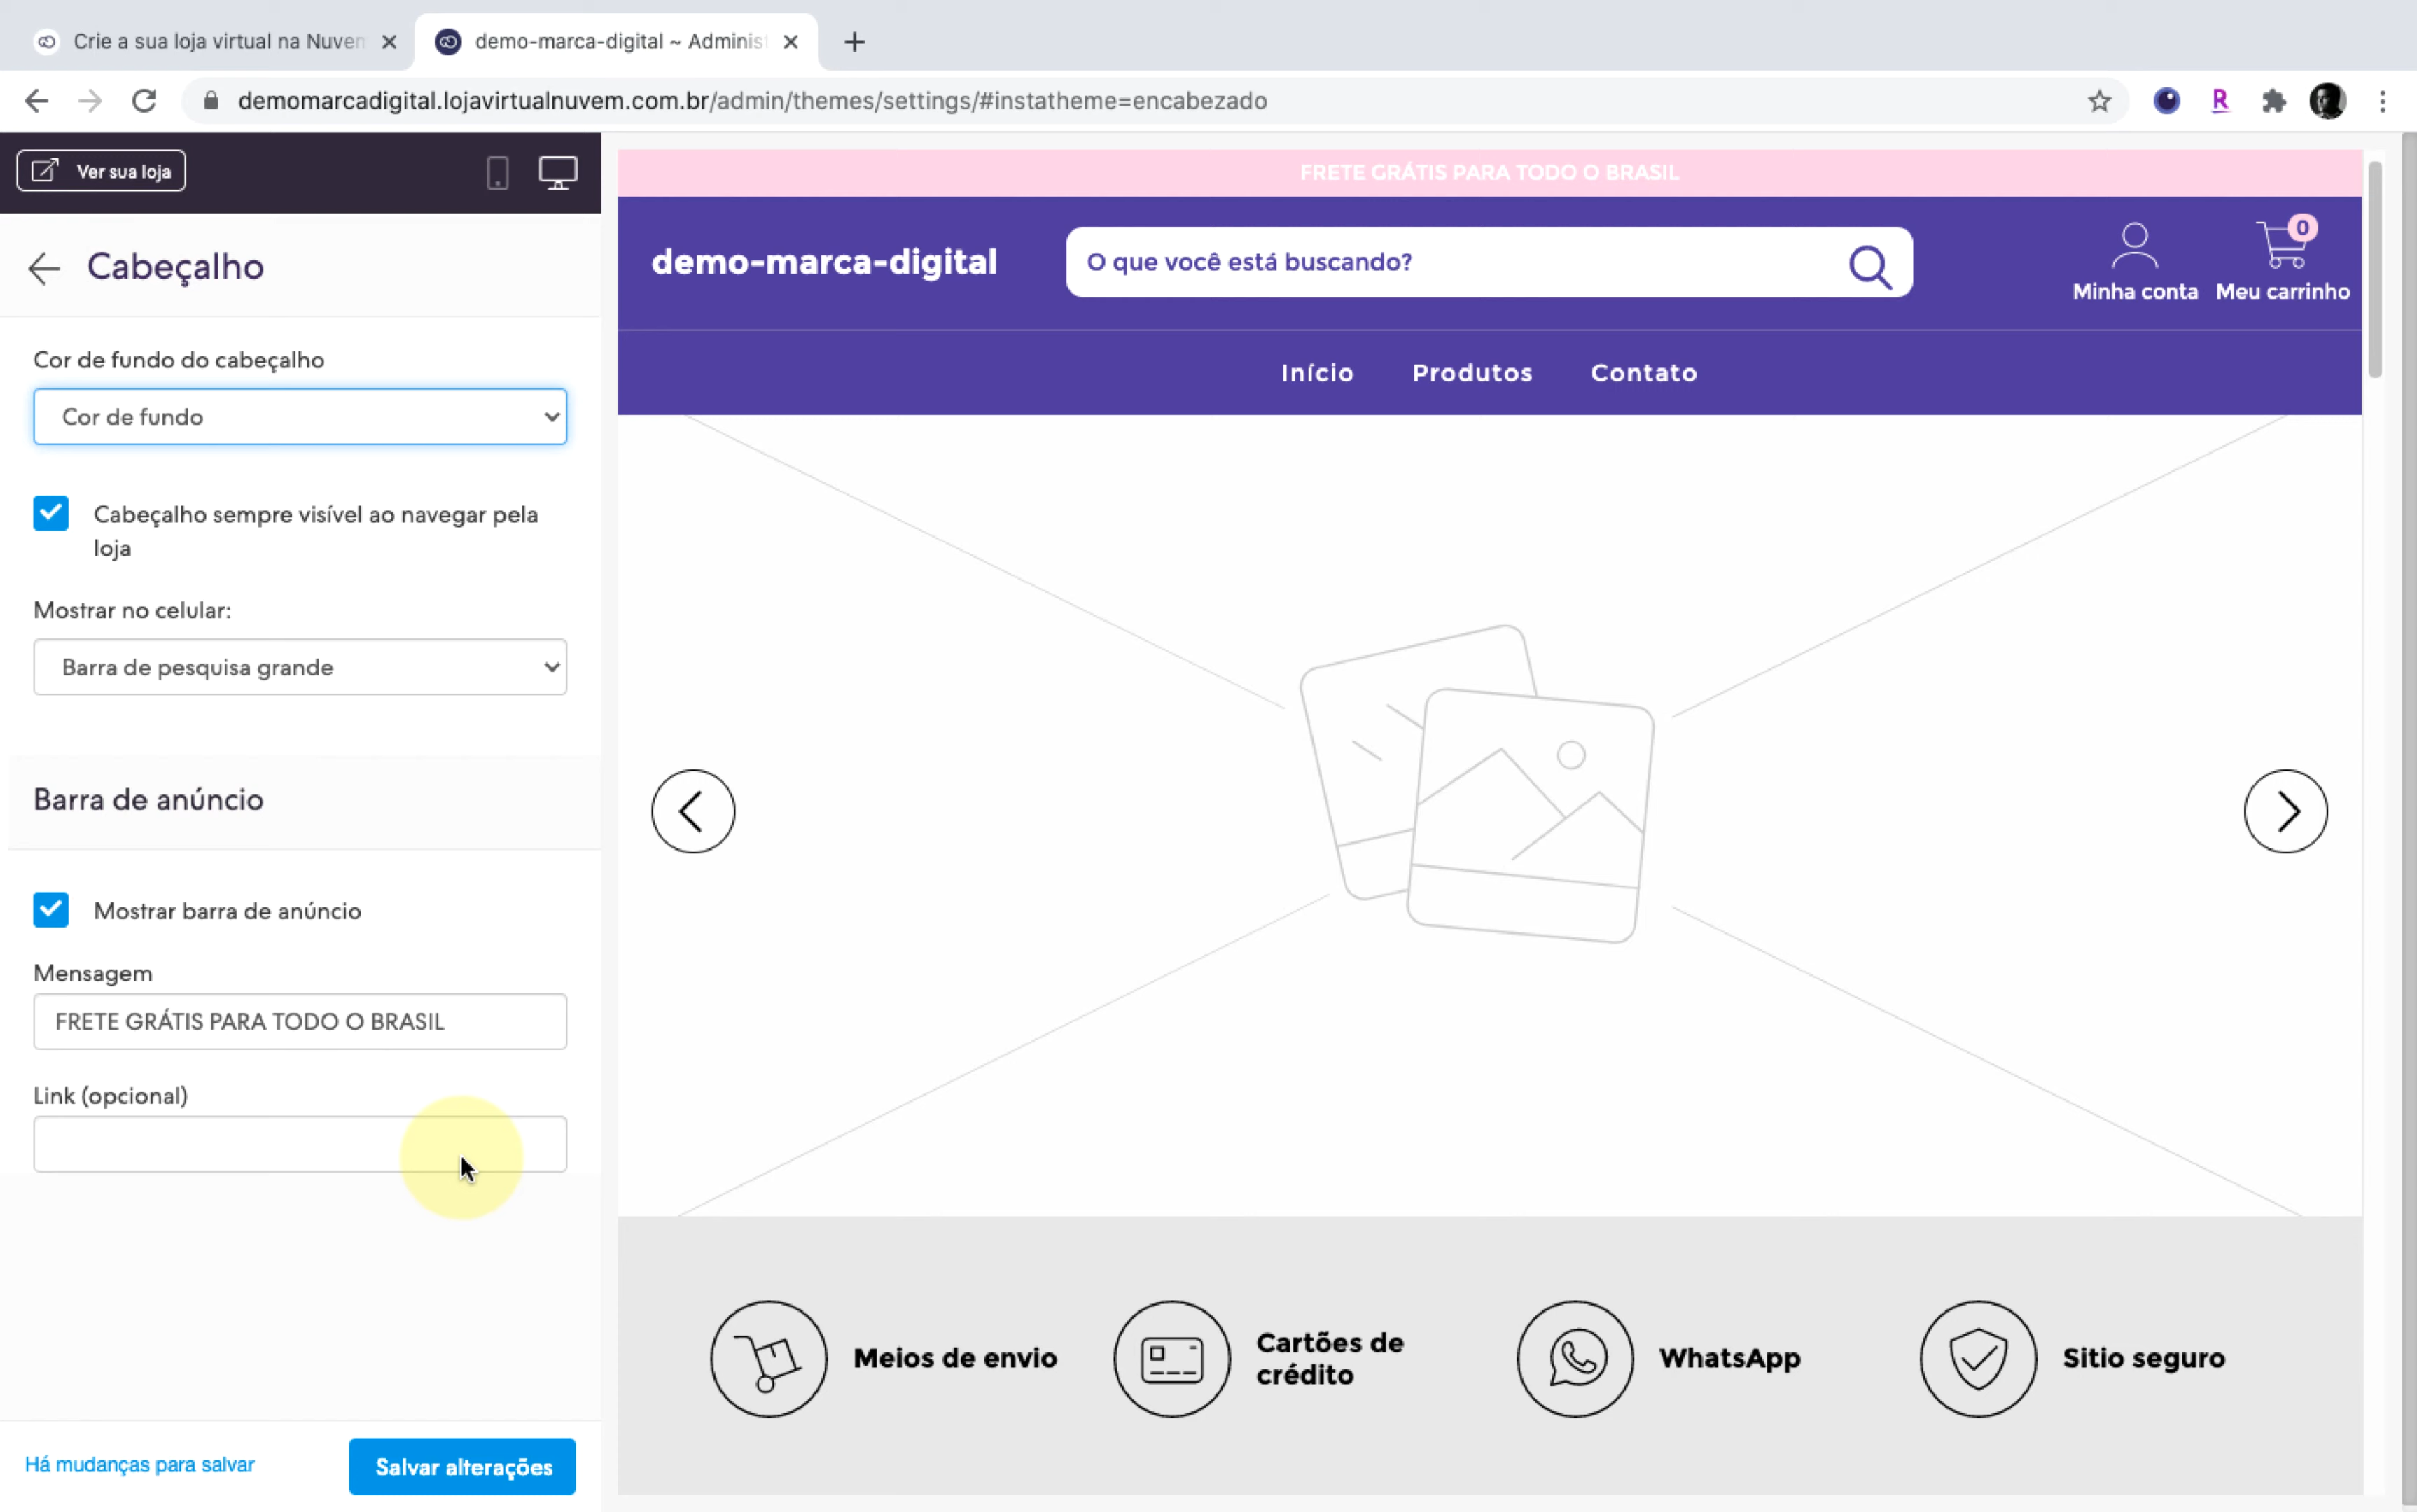 Crie a sua loja virtual na Nuven
demo-marca-digital ~ Adminis
demomarcadigital.lojavirtualnuvem.com.br/admin/themes/settings/#instatheme=encabezado
R
Ver sua loja
Cabeçalho
Cor de fundo do cabeçalho
Cor de fundo
Cabeçalho sempre visível ao navegar pela
loja
Mostrar no celular:
Barra de pesquisa grande
Barra de anúncio
Mostrar barra de anúncio
Mensagem
FRETE GRÁTIS PARA TODO O BRASIL
Link (opcional)
Há mudanças para salvar
Salvar alterações
FRETE GRÁTIS PARA TODO O BRASIL
demo-marca-digital
O que você está buscando?
Minha conta
0
Meu carrinho
Início
Produtos
Contato
Meios de envio
Cartões de
crédito
WhatsApp
Sitio seguro